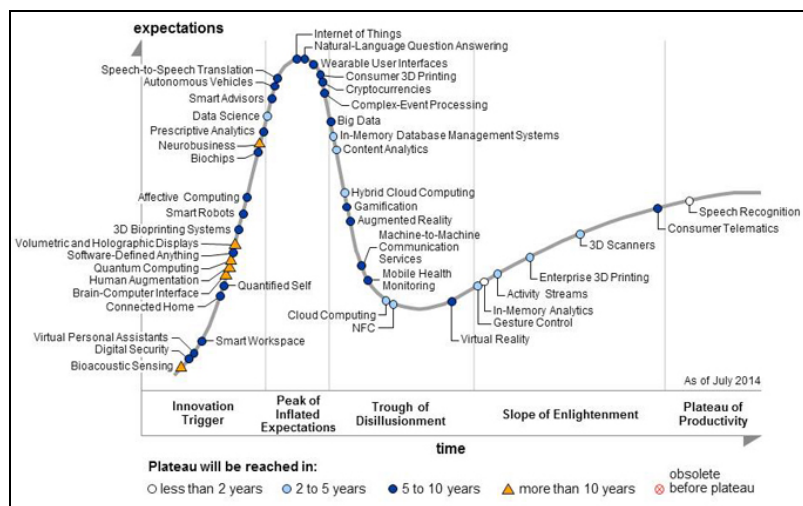 expectations
Internet of Things
Natural-Language Question Answering
Wearable User Interfaces
Speech-to-Speech Translation
Consumer 3D Printing
Autonomous Vehicles
Cryptocurrencies
Smart Advisors
Complex-Event Processing
Data Science
Big Data
Prescriptive Analytics
In-Memory Database Management Systems
Neurobusiness
Content Analytics
Biochips
Hybrid Cloud Computing
Affective Computing
Gamification
Speech Recognition
Smart Robots
Augmented Reality
Consumer Telematics
3D Bioprinting Systems
Machine-to-Machine
Communication
Services
Volumetric and Holographic Displays
3D Scanners
Software-Defined Anything
Quantum Computing
Mobile Health
Monitoring
Enterprise 3D Printing
Human Augmentation
Quantified Self
Activity Streams
Brain-Computer Interface
Connected Home
Cloud Computing
In-Memory Analytics
NFC
Gesture Control
Virtual Personal Assistants
Smart Workspace
Virtual Reality
Digital Security
Bioacoustic Sensing
As of July 2014
Innovation
Trigger
Peak of
Inflated
Expectations
Trough of
Disillusionment
Slope of Enlightenment
Plateau of
Productivity
time
Plateau will be reached in:
less than 2 years
2 to 5 years
5 to 10 years
more than 10 years
obsolete
before plateau